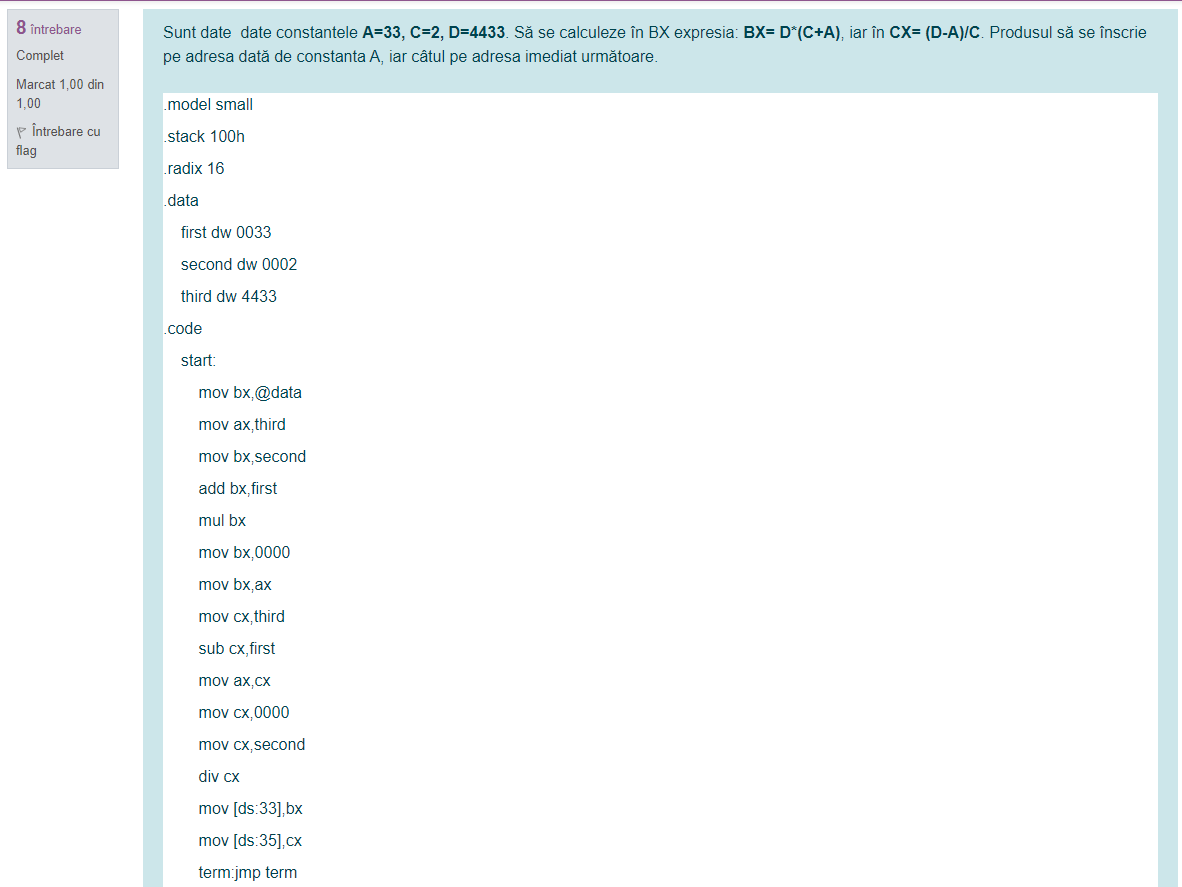 8 întrebare
Complet
Marcat 1,00 din
1,00
Întrebare cu
flag
Sunt date date constantele A=33, C=2, D=4433. Să se calculeze în BX expresia: BX= D*(C+A), iar în CX= (D-A)/C. Produsul să se înscrie
pe adresa dată de constanta A, iar câtul pe adresa imediat următoare.
.model small
.stack 100h
.radix 16
.data
first dw 0033
second dw 0002
third dw 4433
.code
start:
mov bx,@data
mov ax,third
mov bx,second
add bx,first
mul bx
mov bx,0000
mov bx,ax
mov cx,third
sub cx,first
mov ax,cx
mov cx,0000
mov cx,second
div cx
mov [ds:33],bx
mov [ds:35],cx
term:jmp term